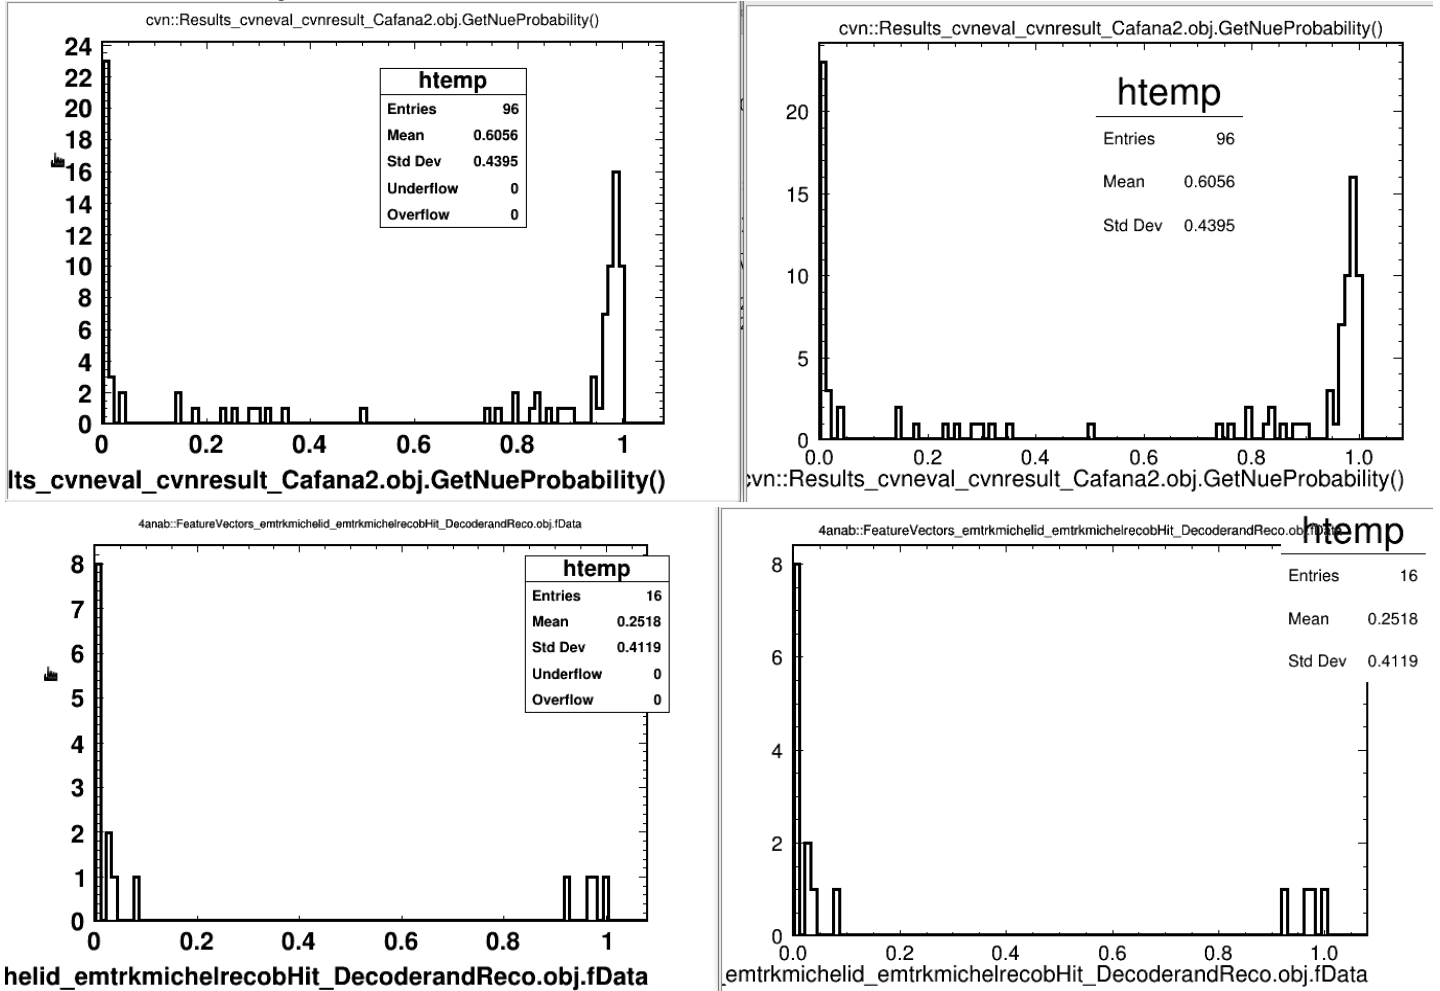 cvn::Results_cvneval_cvnresult_Cafana2.obj.GetNueProbability()
24
22
20
18
16
14
12
10
8
6
4
2
0
htemp
Entries 96
Mean 0.6056
Std Dev 0.4395
Underflow 0
Overflow 0
0 0.2 0.4 0.6 0.8 1
lts_cvneval_cvnresult_Cafana2.obj.GetNueProbability()
cvn::Results_cvneval_cvnresult_Cafana2.obj.GetNueProbability()
20
15
10
5
0
htemp
Entries 96
Mean 0.6056
Std Dev 0.4395
0.0 0.2 0.4 0.6 0.8 1.0
cvn::Results_cvneval_cvnresult_Cafana2.obj.GetNueProbability()
4anab::FeatureVectors_emtrkmichelid_emtrkmichelrecobHit_DecoderandReco.obj.fData
8
7
6
5
4
3
2
1
0
htemp
Entries 16
Mean 0.2518
Std Dev 0.4119
Underflow 0
Overflow 0
0 0.2 0.4 0.6 0.8 1
helid_emtrkmichelrecobHit_DecoderandReco.obj.fData
4anab::FeatureVectors_emtrkmichelid_emtrkmichelrecobHit_DecoderandReco.obj.fData
8
6
4
2
0
htemp
Entries 16
Mean 0.2518
Std Dev 0.4119
0.0 0.2 0.4 0.6 0.8 1.0
_emtrkmichelid_emtrkmichelrecobHit_DecoderandReco.obj.fData